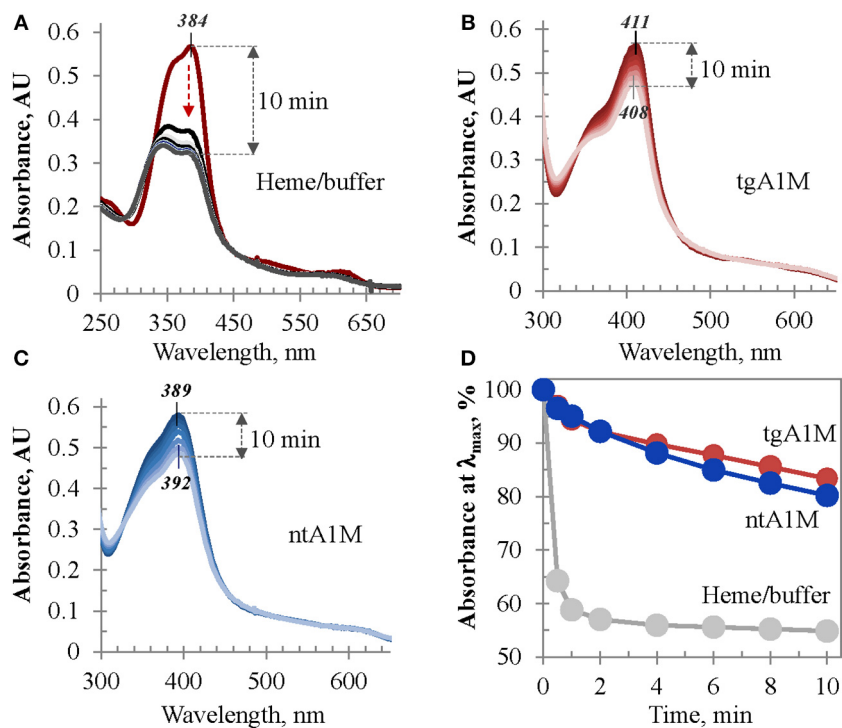 A
384
0.6
0.5
0.4
0.3
0.2
0.1
0
Absorbance, AU
10 min
Heme/buffer
250 350 450 550 650
Wavelength, nm
B
411
0.6
0.5
0.4
0.3
0.2
0.1
0
Absorbance, AU
10 min
408
tgA1M
300 400 500 600
Wavelength, nm
C
389
0.6
0.5
0.4
0.3
0.2
0.1
0
Absorbance, AU
10 min
392
ntA1M
300 400 500 600
Wavelength, nm
D
100
90
80
70
60
50
Absorbance at λmax, %
tgA1M
ntA1M
Heme/buffer
0 2 4 6 8 10
Time, min